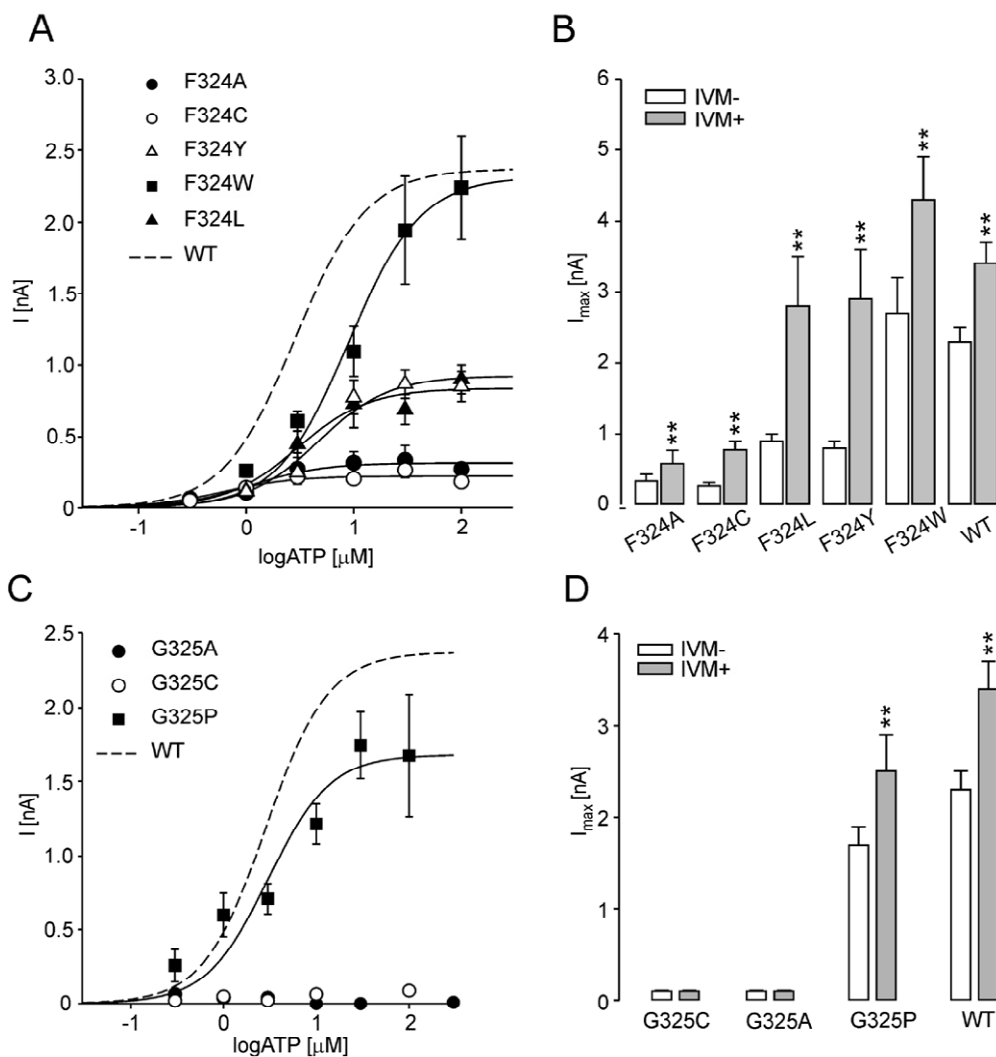 A
3.0
2.5
2.0
1.5
1.0
0.5
0
I [nA]
F324A
F324C
F324Y
F324W
F324L
WT
-1 0 1 2
logATP [μM]
B
6
5
4
3
2
1
0
-
Imax [nA]
IVM-
IVM+
** ** ** ** ** **
F324A F324C F324L F324Y F324W WT
C
2.5
2.0
1.5
1.0
0.5
0
I [nA]
G325A
G325C
G325P
WT
-1 0 1 2
logATP [μM]
D
4
3
2
1
0
Imax [nA]
IVM-
IVM+
** **
G325C G325A G325P WT